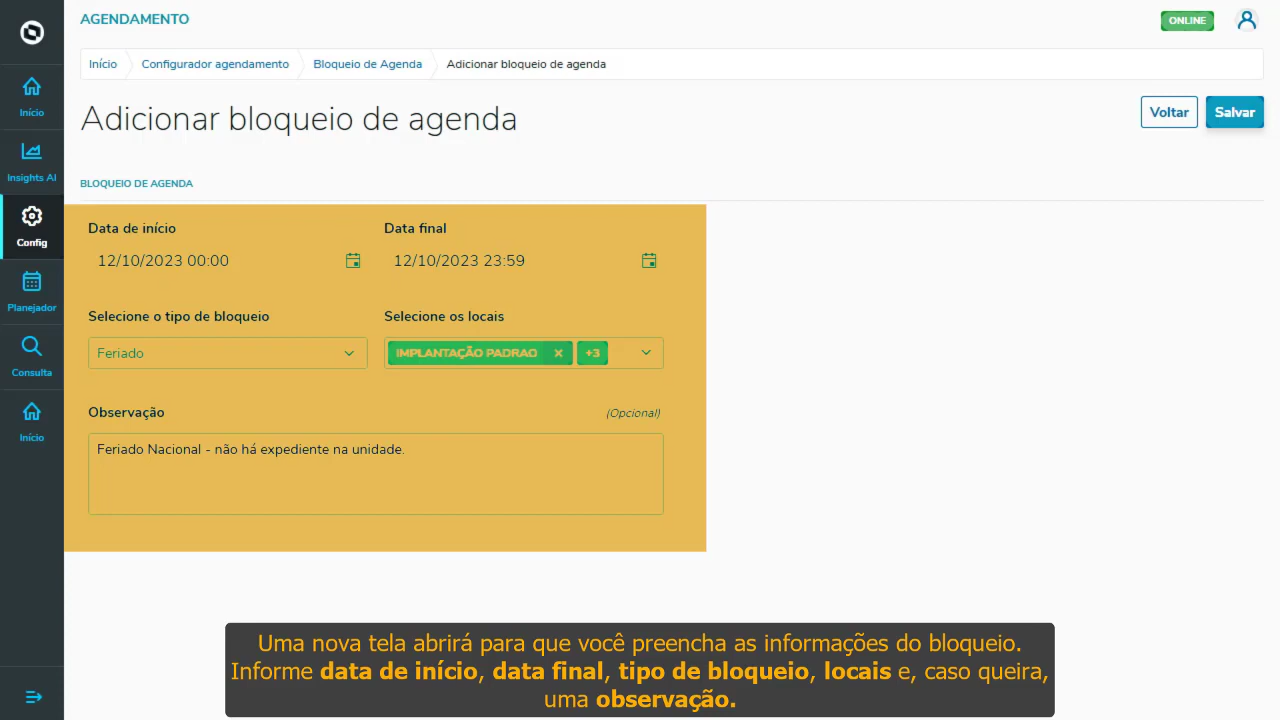 AGENDAMENTO
ONLINE
Início
Configurador agendamento
Bloqueio de Agenda
Adicionar bloqueio de agenda
Adicionar bloqueio de agenda
Voltar
Salvar
Início
Insights AI
Config
Planejador
Consulta
Início
BLOQUEIO DE AGENDA
Data de início
Data final
12/10/2023 00:00
12/10/2023 23:59
Selecione o tipo de bloqueio
Selecione os locais
Feriado
IMPLANTAÇÃO PADRAO ×
+3
Observação
(Opcional)
Feriado Nacional - não há expediente na unidade.
Uma nova tela abrirá para que você preencha as informações do bloqueio.
Informe data de início, data final, tipo de bloqueio, locais e, caso queira,
uma observação.